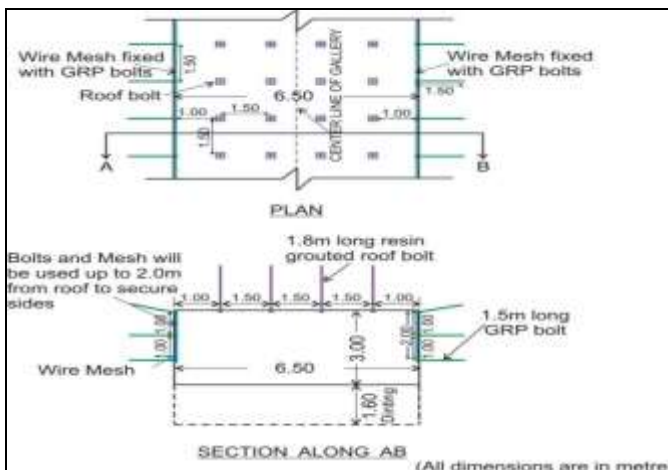 Wire Mesh fixed
with GRP bolts
1.50
Roof bolt
Wire Mesh fixed
with GRP bolts
1.50
6.50
1.00
1.50
1.00
1.50
CENTER LINE OF GALLERY
A
B
PLAN
Bolts and Mesh will
be used up to 2.0m
from roof to secure
sides
1.8m long resin
grouted roof bolt
1.00
1.50
1.50
1.50
1.00
1.00
1.00
Wire Mesh
3.00
2.00
1.00
1.00
1.5m long
GRP bolt
6.50
1.60
Dinting
SECTION ALONG AB
(All dimensions are in metre